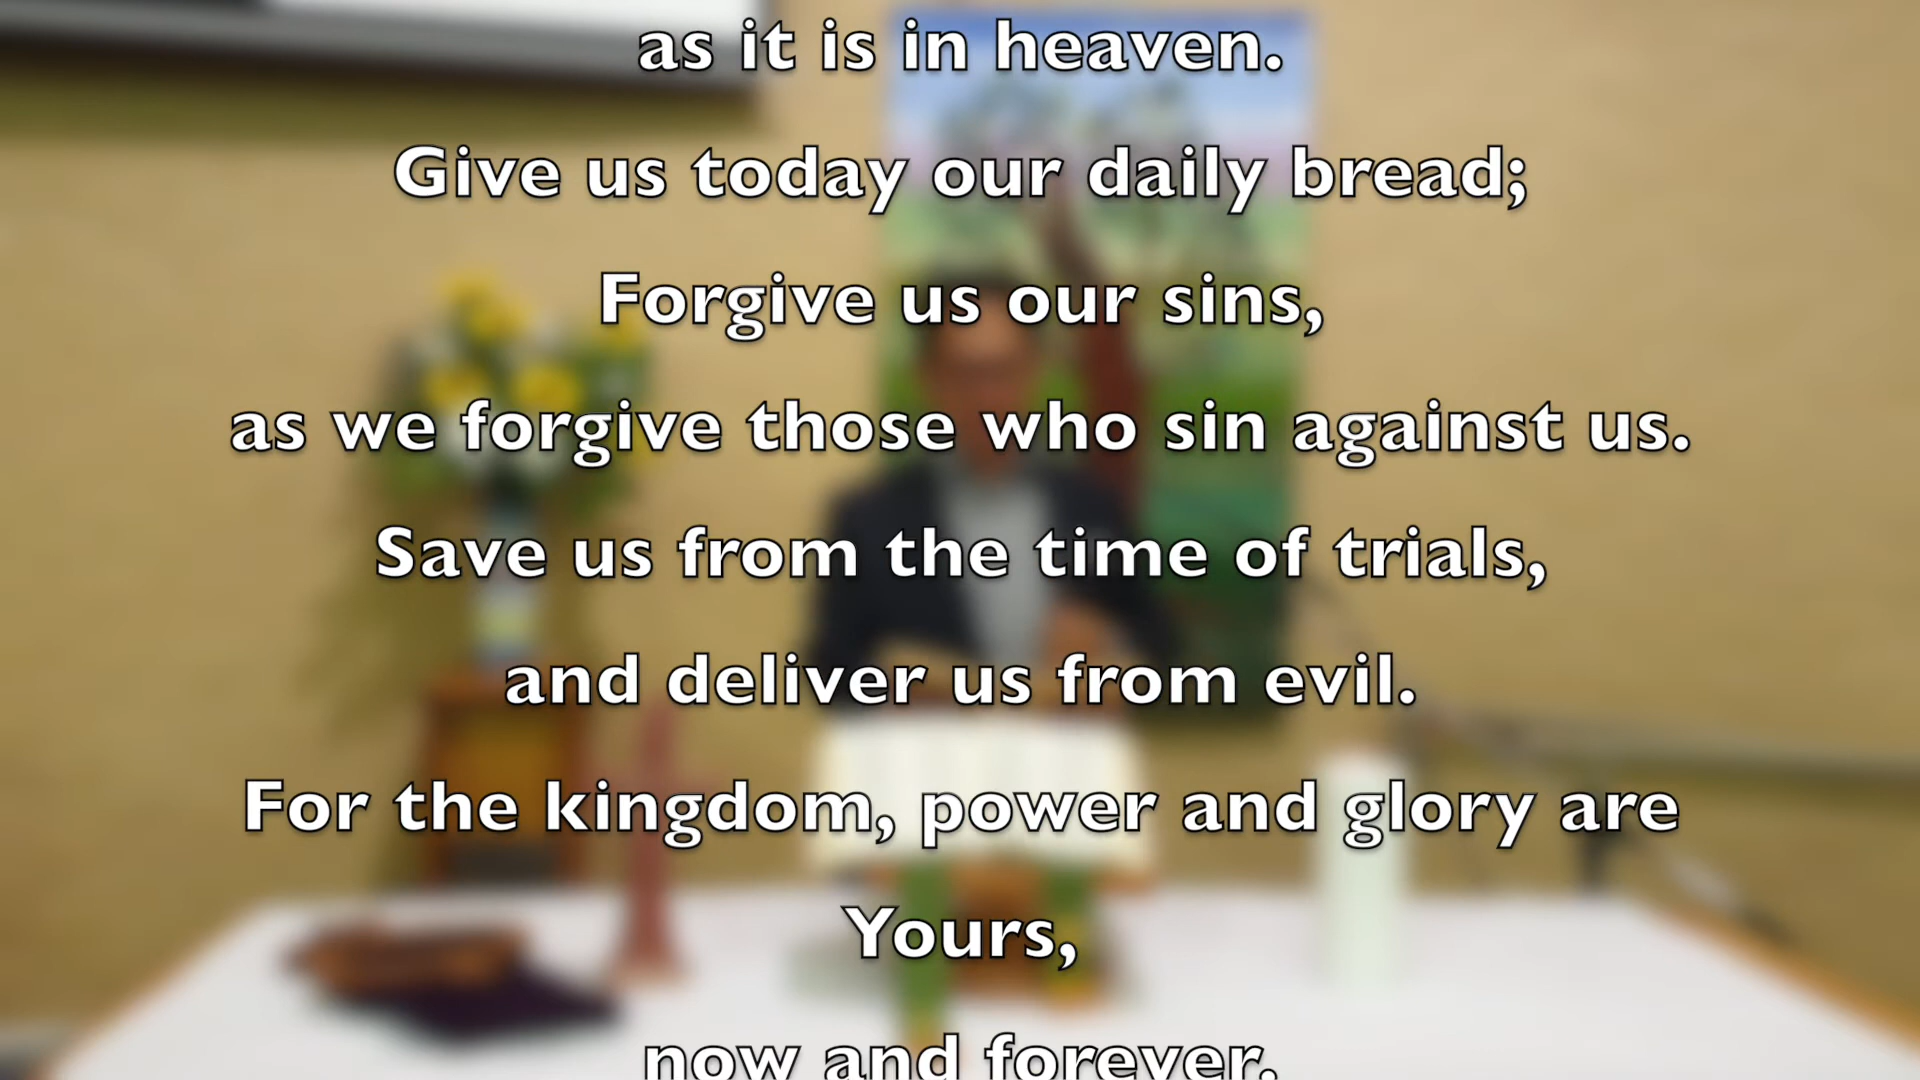 as it is in heaven.
Give us today our daily bread;
Forgive us our sins,
as we forgive those who sin against us.
Save us from the time of trials,
and deliver us from evil.
For the kingdom, power and glory are
Yours,
now and forever.